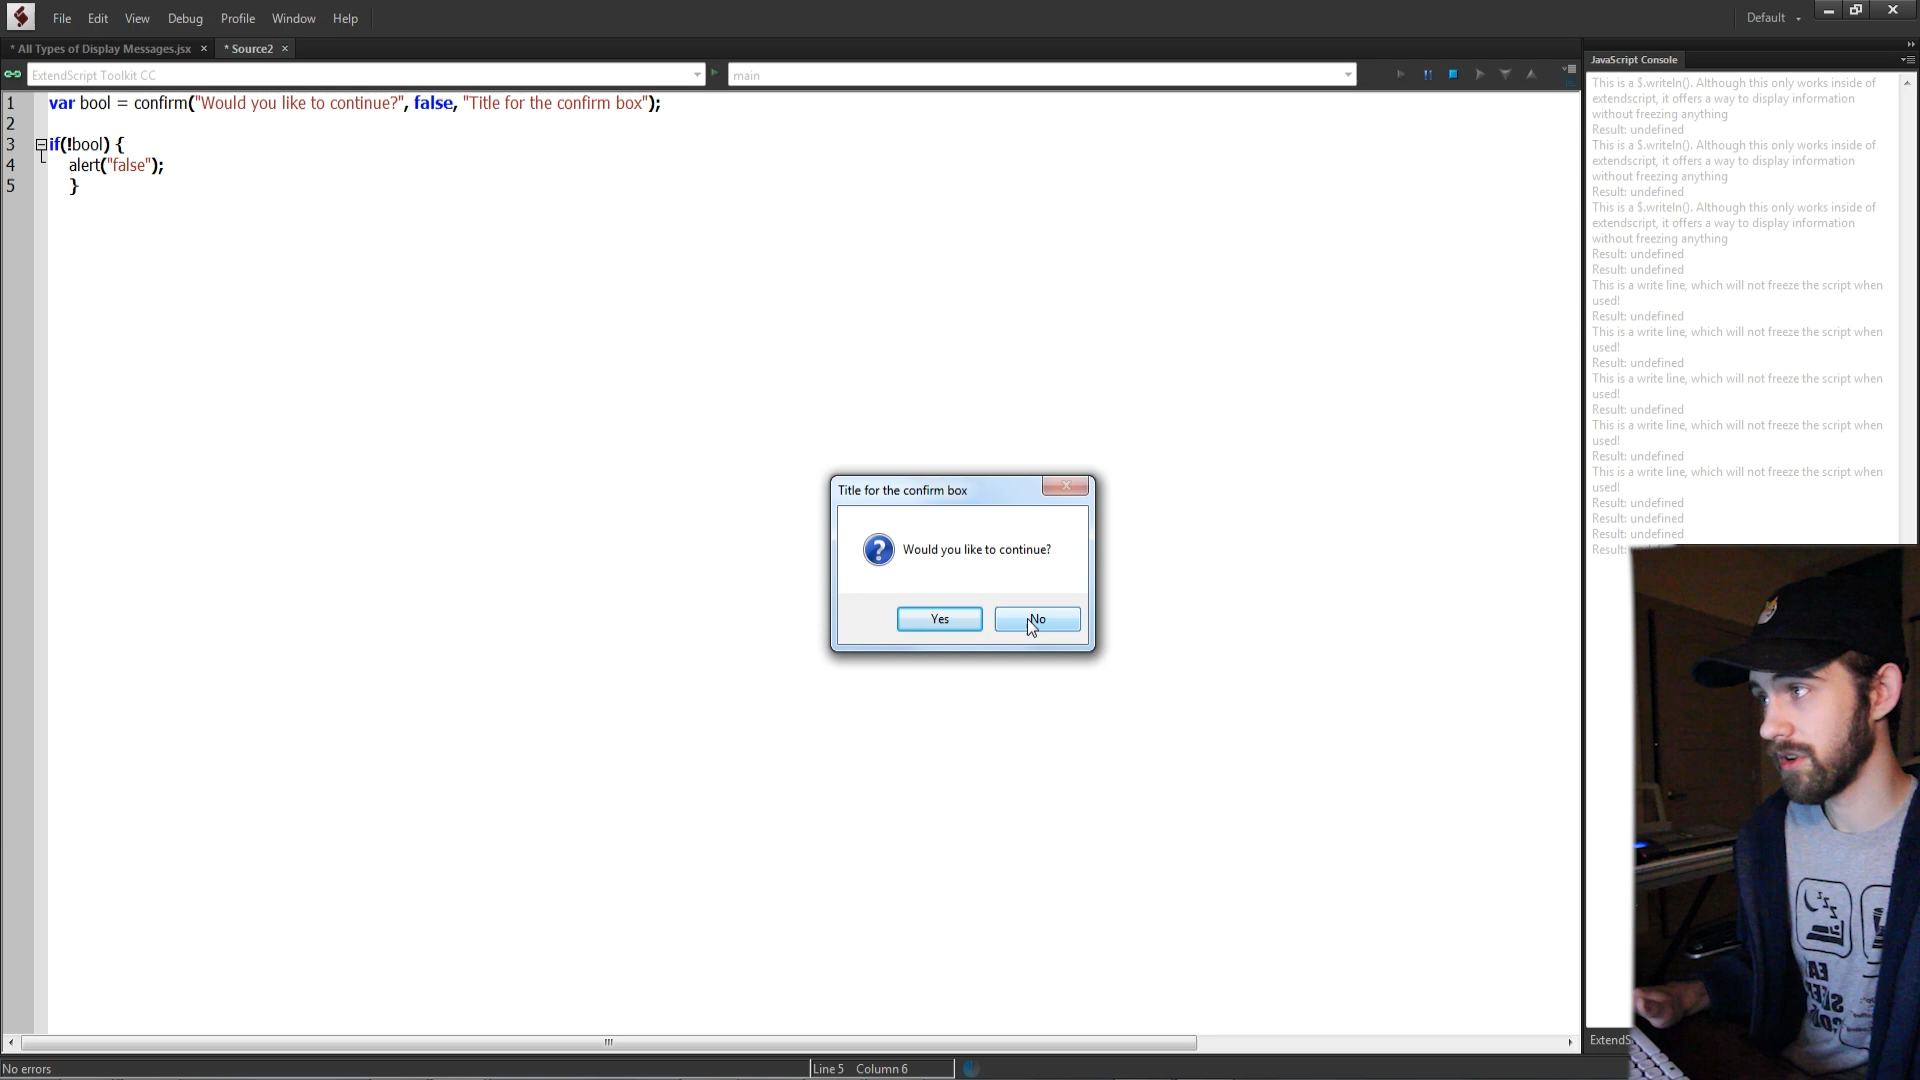 File Edit View Debug Profile Window Help
Default
* All Types of Display Messages.jsx × * Source2 ×
JavaScript Console
ExtendScript Toolkit CC
main
1 var bool = confirm("Would you like to continue?", false, "Title for the confirm box");
2
3 if(!bool) {
4 alert("false");
5 }
This is a $.writeln(). Although this only works inside of
extendscript, it offers a way to display information
without freezing anything
Result: undefined
This is a $.writeln(). Although this only works inside of
extendscript, it offers a way to display information
without freezing anything
Result: undefined
This is a $.writeln(). Although this only works inside of
extendscript, it offers a way to display information
without freezing anything
Result: undefined
Result: undefined
This is a write line, which will not freeze the script when
used!
Result: undefined
This is a write line, which will not freeze the script when
used!
Result: undefined
This is a write line, which will not freeze the script when
used!
Result: undefined
This is a write line, which will not freeze the script when
used!
Result: undefined
This is a write line, which will not freeze the script when
used!
Result: undefined
Result: undefined
Result: undefined
Result:
Title for the confirm box
Would you like to continue?
Yes No
ExtendS
No errors
Line 5 Column 6